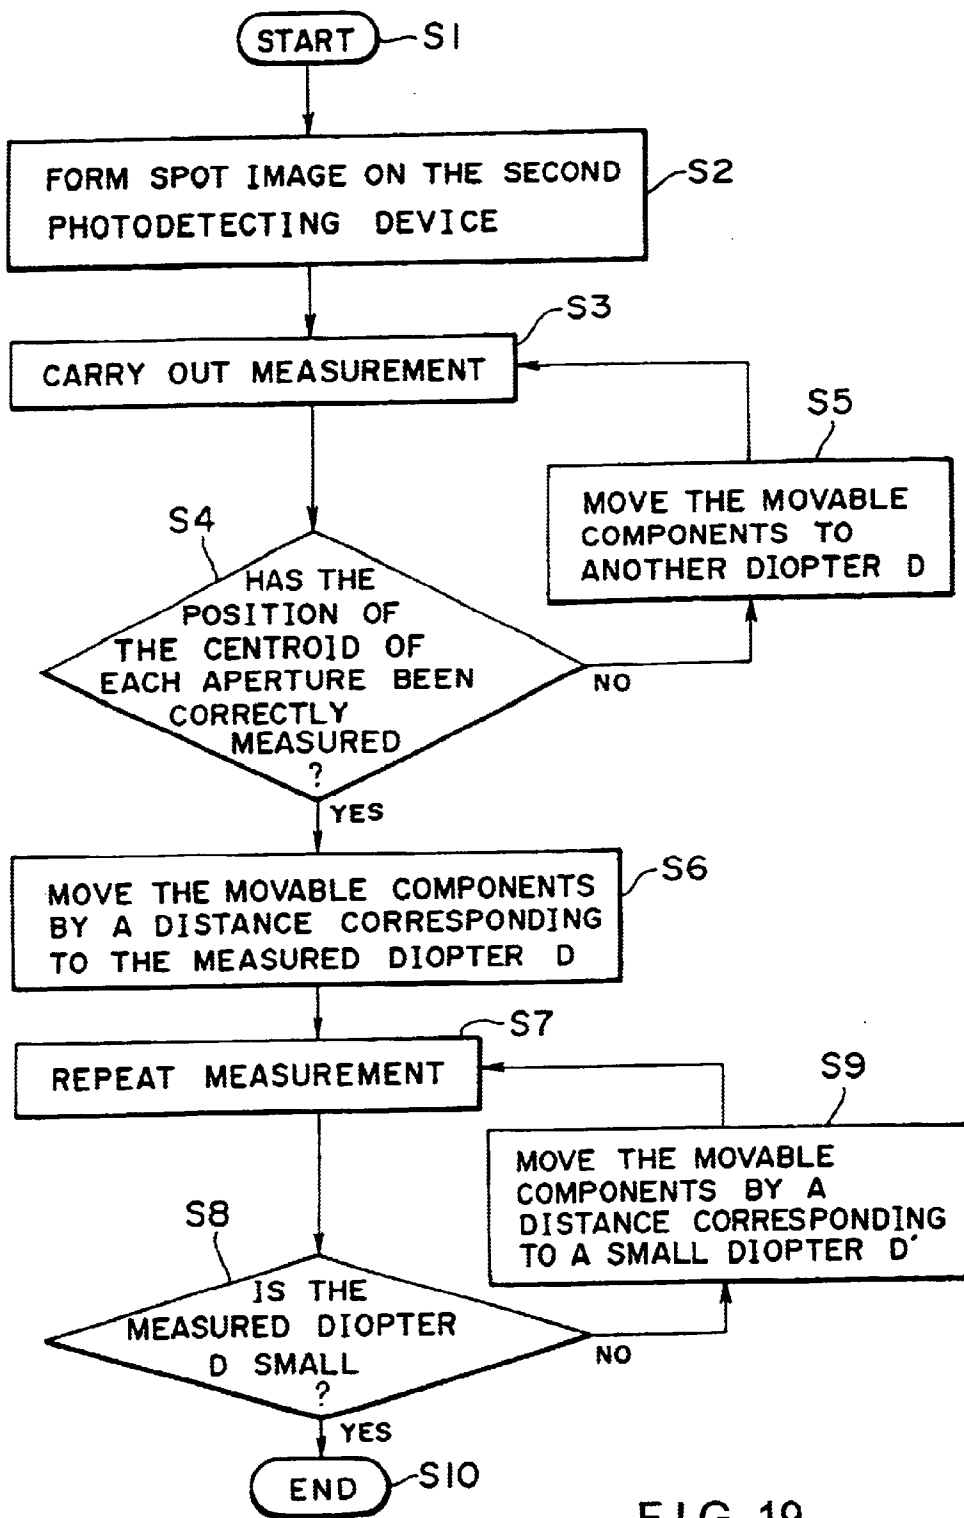 START
S1
FORM SPOT IMAGE ON THE SECOND
PHOTODETECTING DEVICE
S2
S3
CARRY OUT MEASUREMENT
S5
MOVE THE MOVABLE
COMPONENTS TO
ANOTHER DIOPTER D
S4
HAS THE
POSITION OF
THE CENTROID OF
EACH APERTURE BEEN
CORRECTLY
MEASURED
?
NO
YES
S6
MOVE THE MOVABLE COMPONENTS
BY A DISTANCE CORRESPONDING
TO THE MEASURED DIOPTER D
S7
REPEAT MEASUREMENT
S9
MOVE THE MOVABLE
COMPONENTS BY A
DISTANCE CORRESPONDING
TO A SMALL DIOPTER D'
S8
IS THE
MEASURED DIOPTER
D SMALL
?
NO
YES
END
S10
FIG. 19